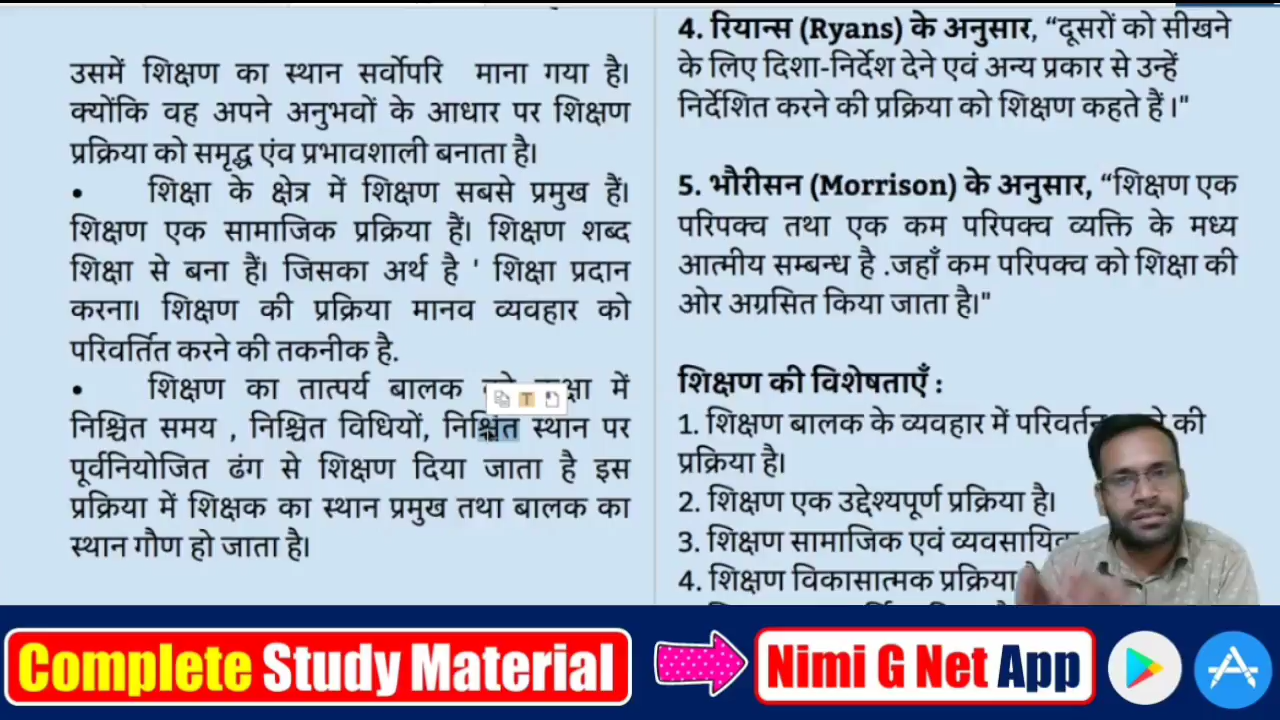 उसमें शिक्षण का स्थान सर्वोपरि माना गया है।
क्योंकि वह अपने अनुभवों के आधार पर शिक्षण
प्रक्रिया को समृद्ध एंव प्रभावशाली बनाता है।
• शिक्षा के क्षेत्र में शिक्षण सबसे प्रमुख हैं।
शिक्षण एक सामाजिक प्रक्रिया हैं। शिक्षण शब्द
शिक्षा से बना हैं। जिसका अर्थ है ' शिक्षा प्रदान
करना। शिक्षण की प्रक्रिया मानव व्यवहार को
परिवर्तित करने की तकनीक है.
• शिक्षण का तात्पर्य बालक में
निश्चित समय , निश्चित विधियों, निश्चित स्थान पर
पूर्वनियोजित ढंग से शिक्षण दिया जाता है इस
प्रक्रिया में शिक्षक का स्थान प्रमुख तथा बालक का
स्थान गौण हो जाता है।
4. रियान्स (Ryans) के अनुसार, “दूसरों को सीखने
के लिए दिशा-निर्देश देने एवं अन्य प्रकार से उन्हें
निर्देशित करने की प्रक्रिया को शिक्षण कहते हैं ।"
5. भौरीसन (Morrison) के अनुसार, “शिक्षण एक
परिपक्व तथा एक कम परिपक्व व्यक्ति के मध्य
आत्मीय सम्बन्ध है .जहाँ कम परिपक्व को शिक्षा की
ओर अग्रसित किया जाता है।"
शिक्षण की विशेषताएँ :
1. शिक्षण बालक के व्यवहार में की
प्रक्रिया है।
2. शिक्षण एक उद्देश्यपूर्ण प्रक्रिया है।
3. शिक्षण सामाजिक एवं
4. शिक्षण विकासात्मक प्रक्रिया
Complete Study Material
Nimi G Net App